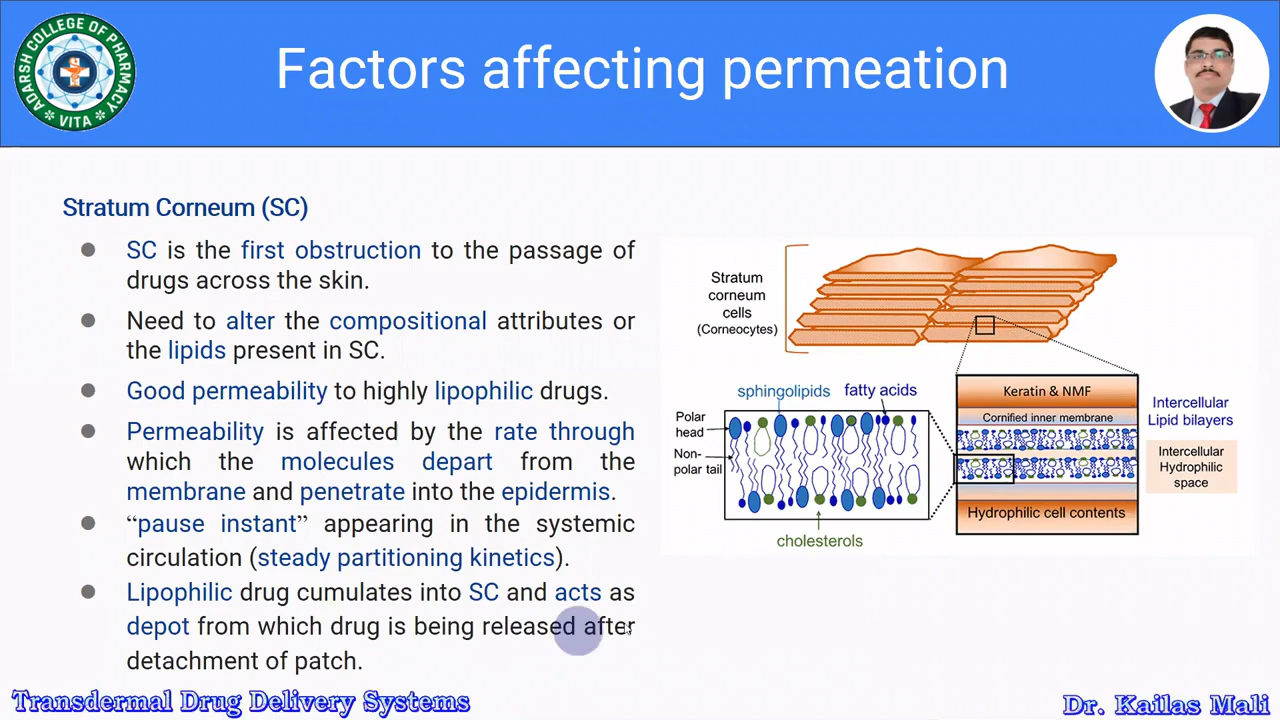 ADARSH COLLEGE OF PHARMACY
VITA
Factors affecting permeation
Stratum Corneum (SC)
● SC is the first obstruction to the passage of
drugs across the skin.
● Need to alter the compositional attributes or
the lipids present in SC.
● Good permeability to highly lipophilic drugs.
● Permeability is affected by the rate through
which the molecules depart from the
membrane and penetrate into the epidermis.
● “pause instant” appearing in the systemic
circulation (steady partitioning kinetics).
● Lipophilic drug cumulates into SC and acts as
depot from which drug is being released after
detachment of patch.
Stratum
corneum
cells
(Corneocytes)
sphingolipids
fatty acids
Polar
head
Non-
polar tail
cholesterols
Keratin & NMF
Cornified inner membrane
Hydrophilic cell contents
Intercellular
Lipid bilayers
Intercellular
Hydrophilic
space
Transdermal Drug Delivery Systems
Dr. Kailas Mali